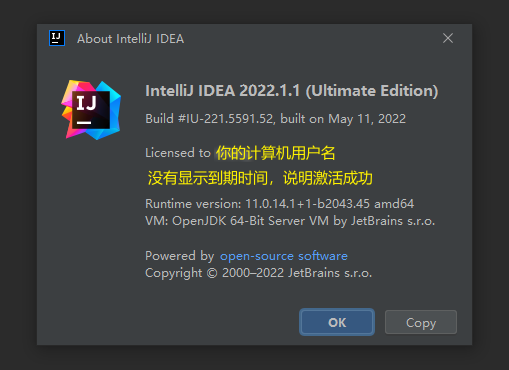 IJ
About IntelliJ IDEA
IJ
IntelliJ IDEA 2022.1.1 (Ultimate Edition)
Build #IU-221.5591.52, built on May 11, 2022
Licensed to 你的计算机用户名
没有显示到期时间，说明激活成功
Runtime version: 11.0.14.1+1-b2043.45 amd64
VM: OpenJDK 64-Bit Server VM by JetBrains s.r.o.
Powered by open-source software
Copyright © 2000–2022 JetBrains s.r.o.
OK
Copy